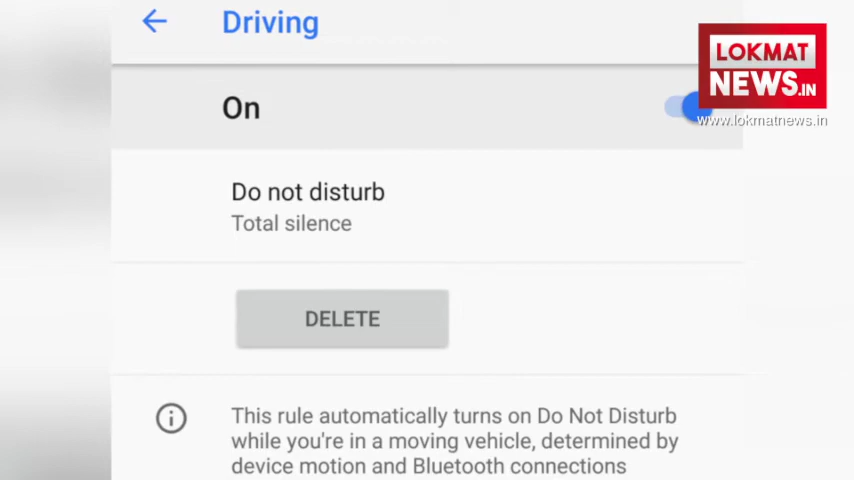 Driving
LOKMAT
NEWS.IN
www.lokmatnews.in
On
Do not disturb
Total silence
DELETE
This rule automatically turns on Do Not Disturb
while you're in a moving vehicle, determined by
device motion and Bluetooth connections